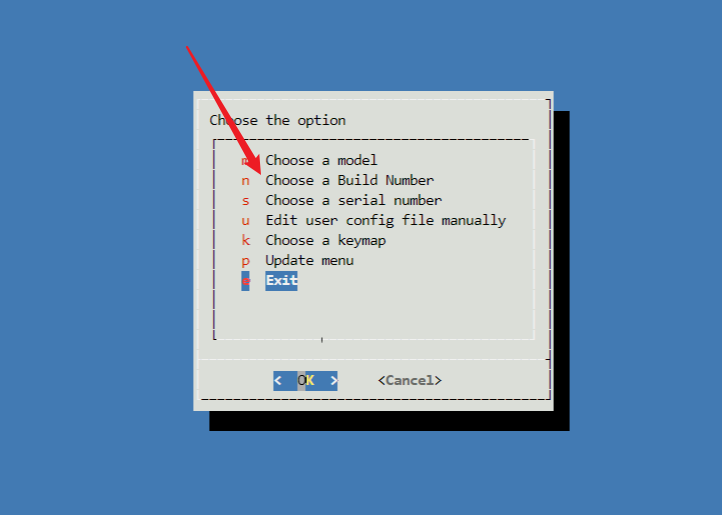 Choose the option
m Choose a model
n Choose a Build Number
s Choose a serial number
u Edit user config file manually
k Choose a keymap
p Update menu
e Exit
< OK > <Cancel>